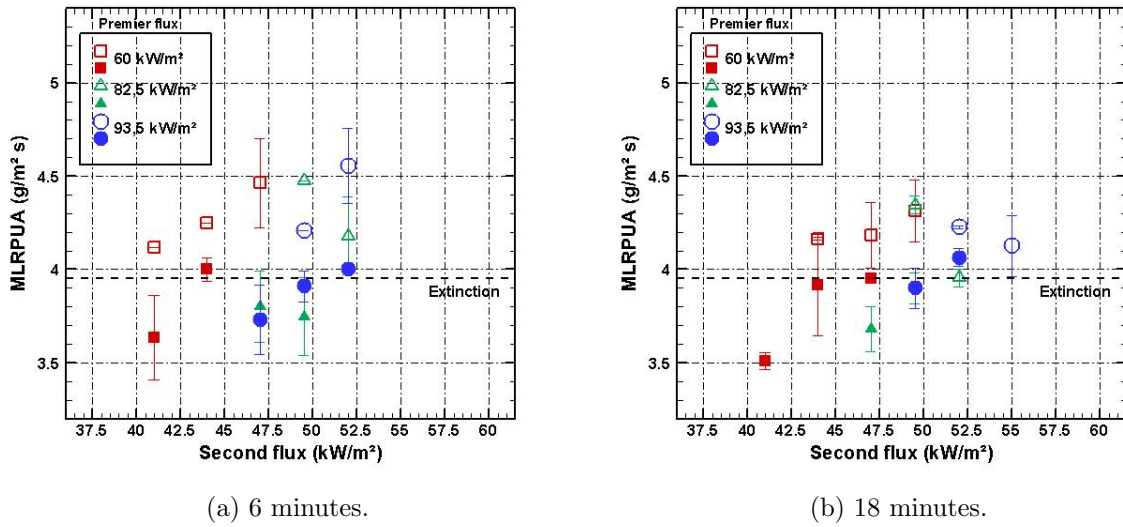 Premier flux
60 kW/m²
82,5 kW/m²
93,5 kW/m²
MLRPUA (g/m² s)
5
4.5
4
3.5
Extinction
37.5 40 42.5 45 47.5 50 52.5 55 57.5 60
Second flux (kW/m²)
(a) 6 minutes.
Premier flux
60 kW/m²
82,5 kW/m²
93,5 kW/m²
MLRPUA (g/m² s)
5
4.5
4
3.5
Extinction
37.5 40 42.5 45 47.5 50 52.5 55 57.5 60
Second flux (kW/m²)
(b) 18 minutes.